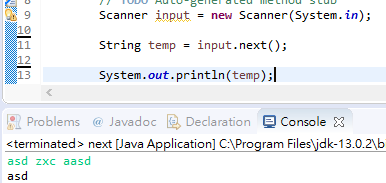 8 // TODO Auto-generated method stub
9 Scanner input = new Scanner(System.in);
10
11 String temp = input.next();
12
13 System.out.println(temp);
Problems @ Javadoc Declaration Console
<terminated> next [Java Application] C:\Program Files\jdk-13.0.2\b
asd zxc aasd
asd